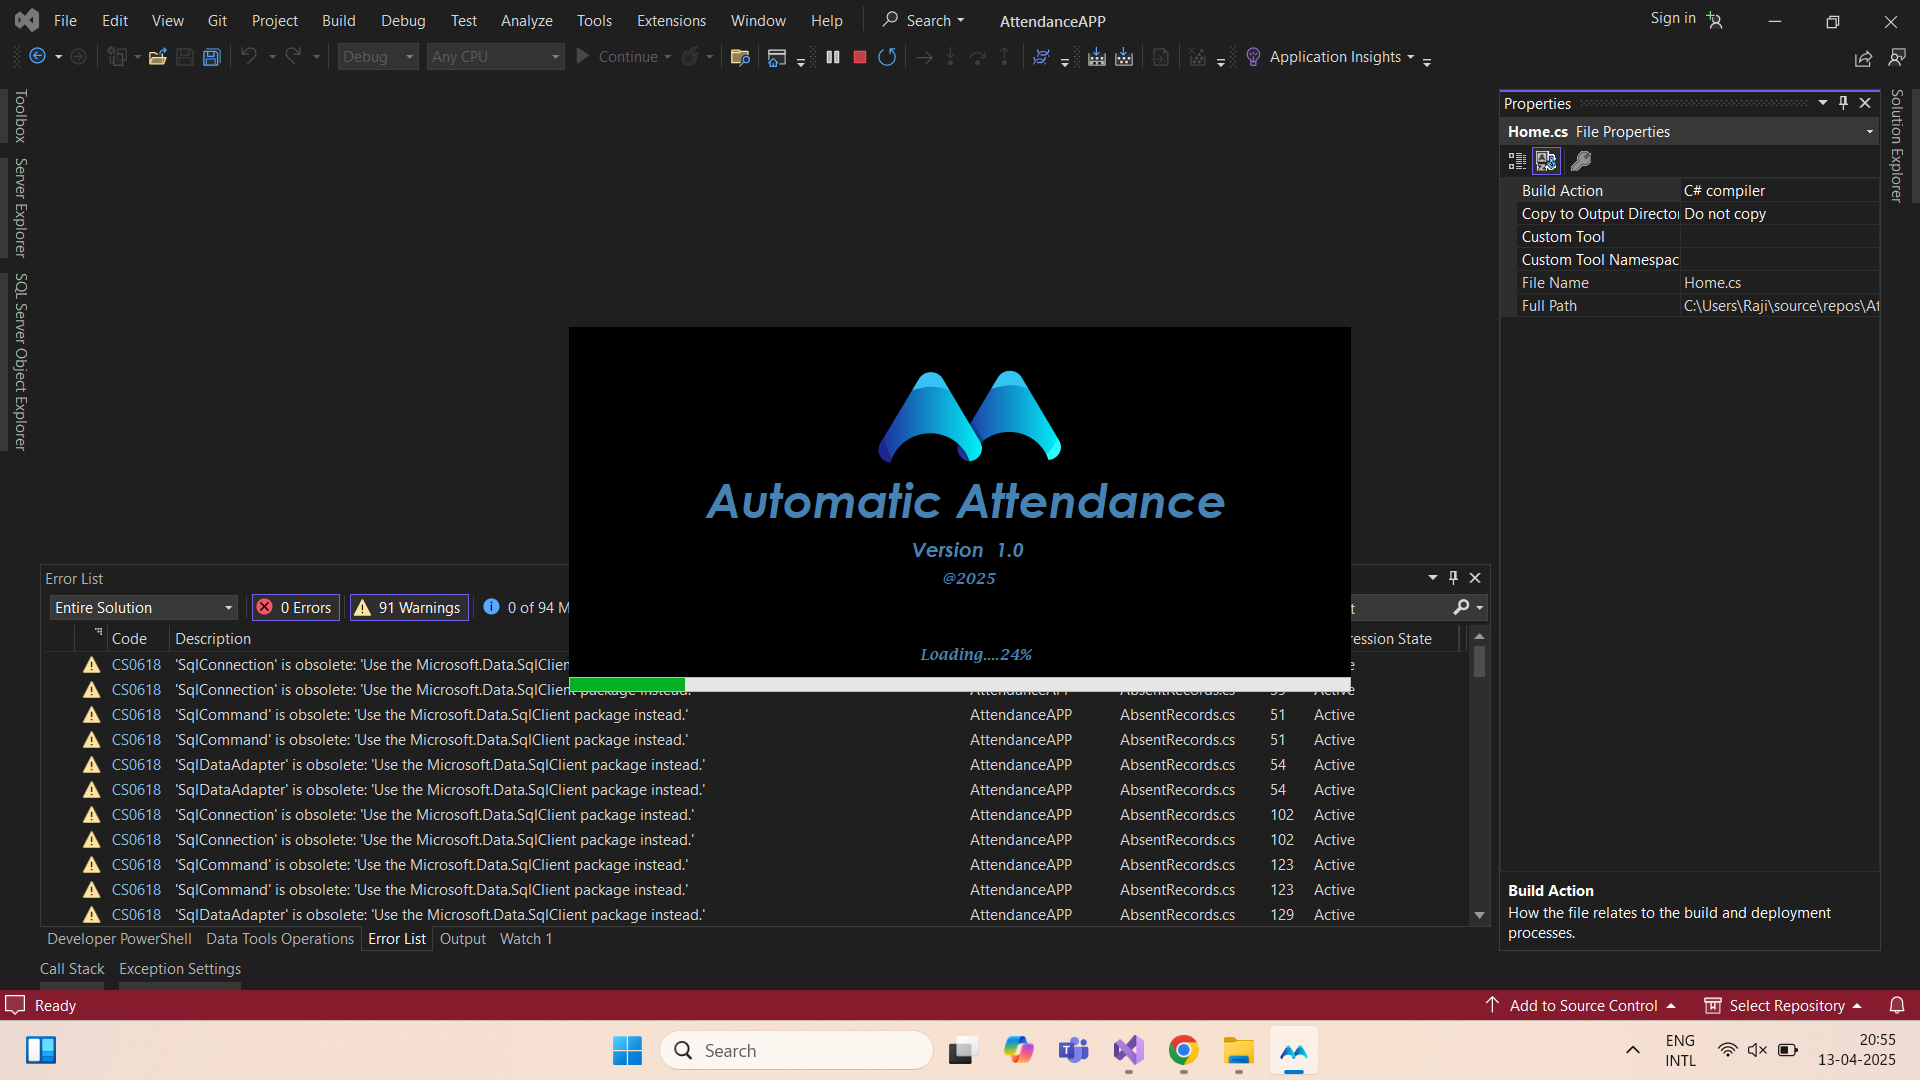 File Edit View Git Project Build Debug Test Analyze Tools Extensions Window Help Search AttendanceAPP Sign in
Debug Any CPU Continue Application Insights
Toolbox
Server Explorer
SQL Server Object Explorer
Solution Explorer
Properties
Home.cs File Properties
Build Action C# compiler
Copy to Output Director Do not copy
Custom Tool
Custom Tool Namespac
File Name Home.cs
Full Path C:\Users\Raji\source\repos\At
Build Action
How the file relates to the build and deployment
processes.
Automatic Attendance
Version 1.0
@2025
Loading....24%
Error List
Entire Solution 0 Errors 91 Warnings 0 of 94 M
Code Description ression State
CS0618 'SqlConnection' is obsolete: 'Use the Microsoft.Data.SqlClien
CS0618 'SqlConnection' is obsolete: 'Use the Microsoft.Data.SqlClient package instead.' AttendanceAPP AbsentRecords.cs Active
CS0618 'SqlCommand' is obsolete: 'Use the Microsoft.Data.SqlClient package instead.' AttendanceAPP AbsentRecords.cs 51 Active
CS0618 'SqlCommand' is obsolete: 'Use the Microsoft.Data.SqlClient package instead.' AttendanceAPP AbsentRecords.cs 51 Active
CS0618 'SqlDataAdapter' is obsolete: 'Use the Microsoft.Data.SqlClient package instead.' AttendanceAPP AbsentRecords.cs 54 Active
CS0618 'SqlDataAdapter' is obsolete: 'Use the Microsoft.Data.SqlClient package instead.' AttendanceAPP AbsentRecords.cs 54 Active
CS0618 'SqlConnection' is obsolete: 'Use the Microsoft.Data.SqlClient package instead.' AttendanceAPP AbsentRecords.cs 102 Active
CS0618 'SqlConnection' is obsolete: 'Use the Microsoft.Data.SqlClient package instead.' AttendanceAPP AbsentRecords.cs 102 Active
CS0618 'SqlCommand' is obsolete: 'Use the Microsoft.Data.SqlClient package instead.' AttendanceAPP AbsentRecords.cs 123 Active
CS0618 'SqlCommand' is obsolete: 'Use the Microsoft.Data.SqlClient package instead.' AttendanceAPP AbsentRecords.cs 123 Active
CS0618 'SqlDataAdapter' is obsolete: 'Use the Microsoft.Data.SqlClient package instead.' AttendanceAPP AbsentRecords.cs 129 Active
Developer PowerShell Data Tools Operations Error List Output Watch 1
Call Stack Exception Settings
Ready Add to Source Control Select Repository
Search
ENG
INTL
20:55
13-04-2025